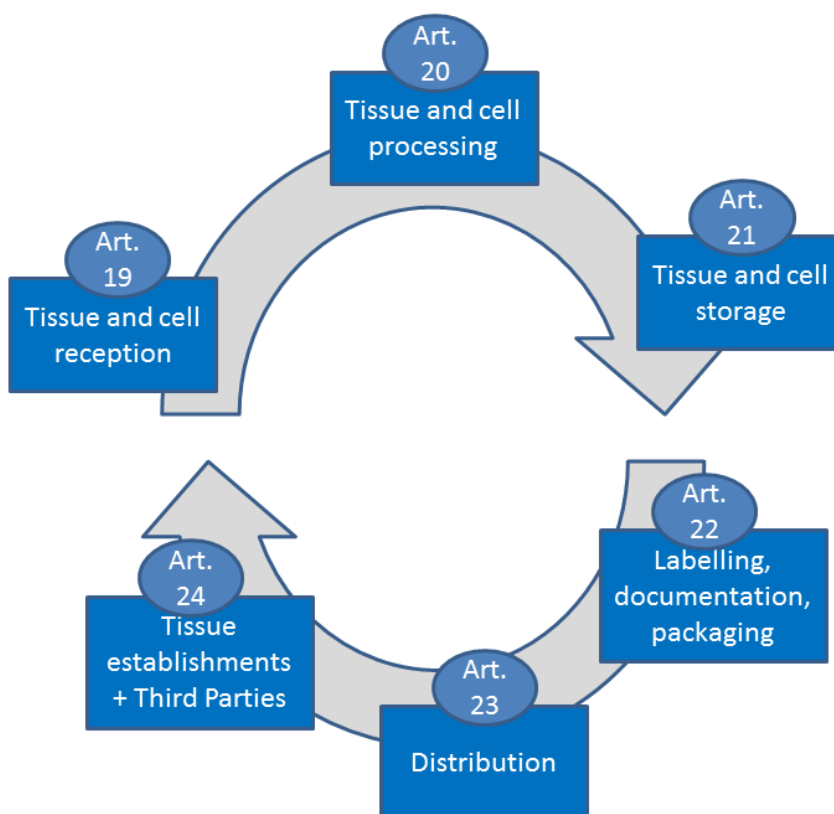 Art.
19
Tissue and cell
reception
Art.
20
Tissue and cell
processing
Art.
21
Tissue and cell
storage
Art.
22
Labelling,
documentation,
packaging
Art.
23
Distribution
Art.
24
Tissue
establishments
+ Third Parties